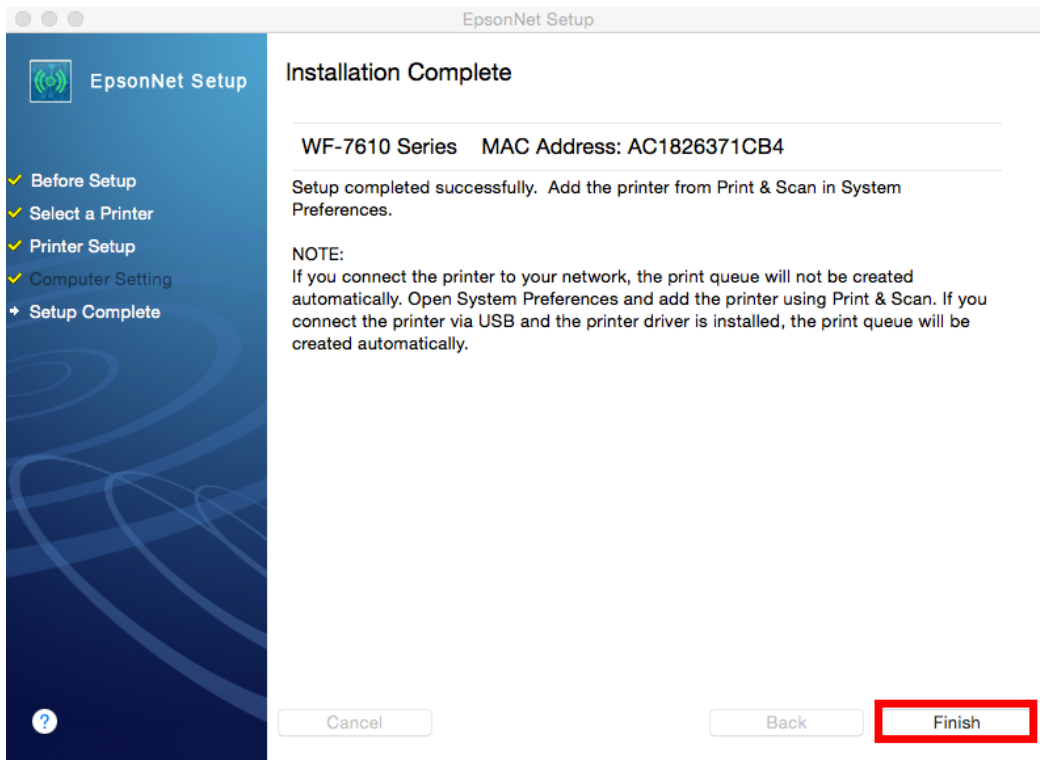 EpsonNet Setup
EpsonNet Setup
Before Setup
Select a Printer
Printer Setup
Computer Setting
Setup Complete
?
Installation Complete
WF-7610 Series MAC Address: AC1826371CB4
Setup completed successfully. Add the printer from Print & Scan in System
Preferences.
NOTE:
If you connect the printer to your network, the print queue will not be created
automatically. Open System Preferences and add the printer using Print & Scan. If you
connect the printer via USB and the printer driver is installed, the print queue will be
created automatically.
Cancel Back Finish